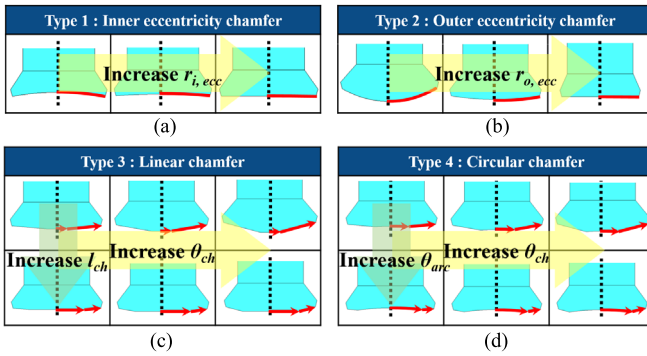 Type 1 : Inner eccentricity chamfer
Increase r_i, ecc
(a)
Type 2 : Outer eccentricity chamfer
Increase r_o, ecc
(b)
Type 3 : Linear chamfer
Increase θ_ch
Increase l_ch
(c)
Type 4 : Circular chamfer
Increase θ_ch
Increase θ_arc
(d)